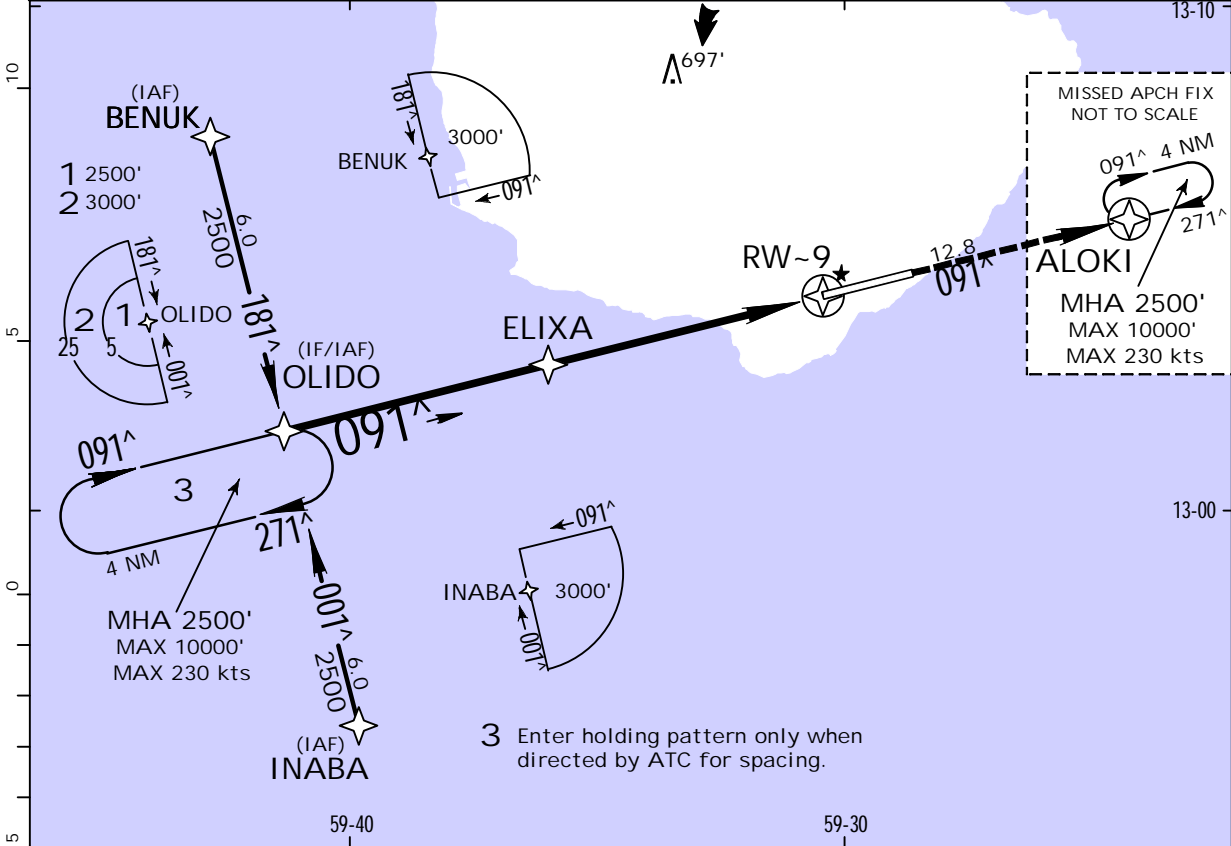 13-10
697'
MISSED APCH FIX
NOT TO SCALE
091^ 4 NM
271^
ALOKI
MHA 2500'
MAX 10000'
MAX 230 kts
(IAF)
BENUK
1 2500'
2 3000'
6.0
2500
181^
181^
BENUK
3000'
091^
181^
2 1
OLIDO
25 5
001^
RW~9
12.8
091^
ELIXA
(IF/IAF)
OLIDO
091^
091^
3
271^
4 NM
MHA 2500'
MAX 10000'
MAX 230 kts
001^
6.0
2500
(IAF)
INABA
091^
INABA
3000'
001^
13-00
3 Enter holding pattern only when
directed by ATC for spacing.
59-40
59-30
10
5
0
5